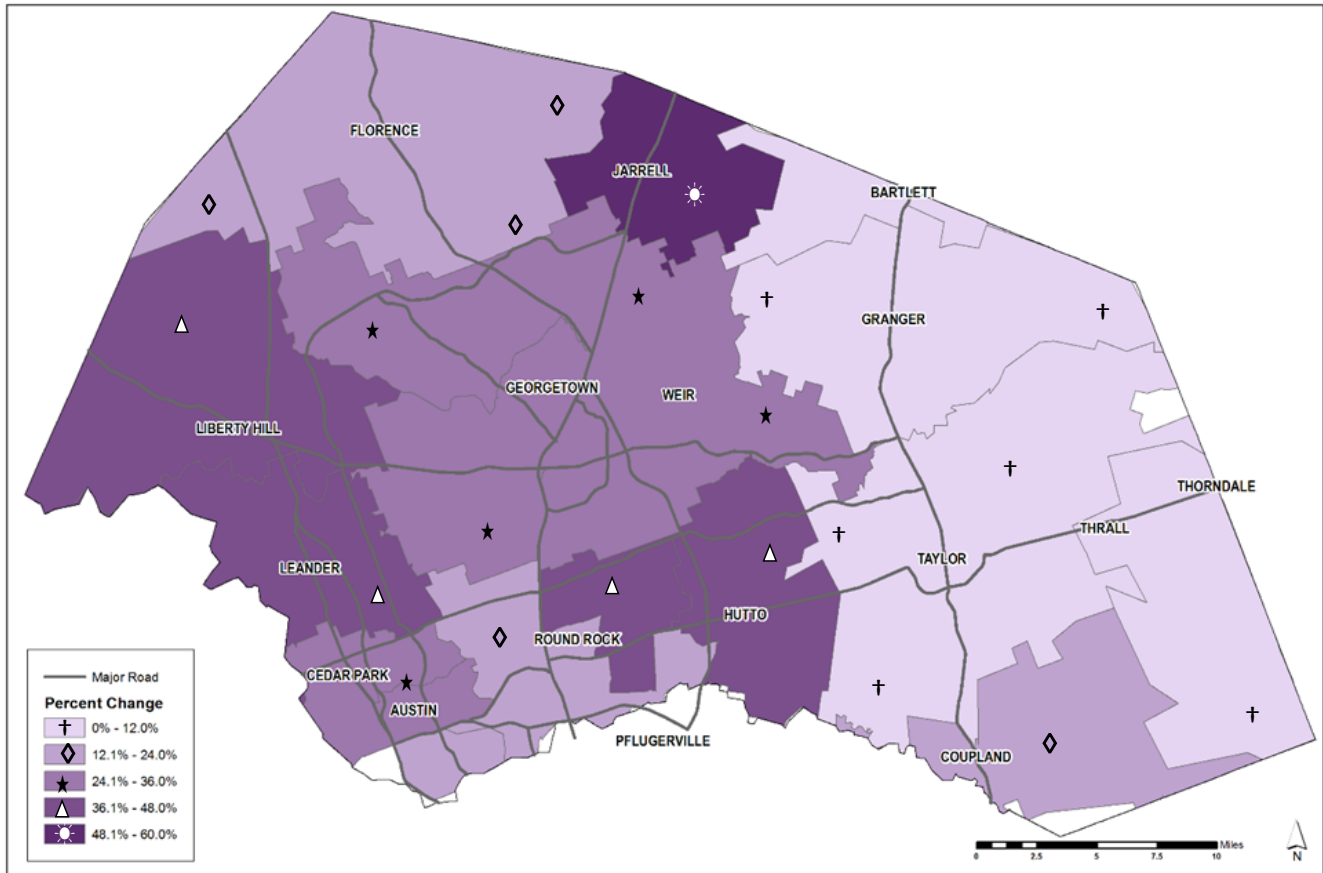 FLORENCE
JARRELL
BARTLETT
GRANGER
GEORGETOWN
WEIR
LIBERTY HILL
THORNDALE
THRALL
TAYLOR
LEANDER
HUTTO
ROUND ROCK
CEDAR PARK
AUSTIN
PFLUGERVILLE
COUPLAND
Major Road
Percent Change
0% - 12.0%
12.1% - 24.0%
24.1% - 36.0%
36.1% - 48.0%
48.1% - 60.0%
Miles
0 2.5 5 7.5 10
N